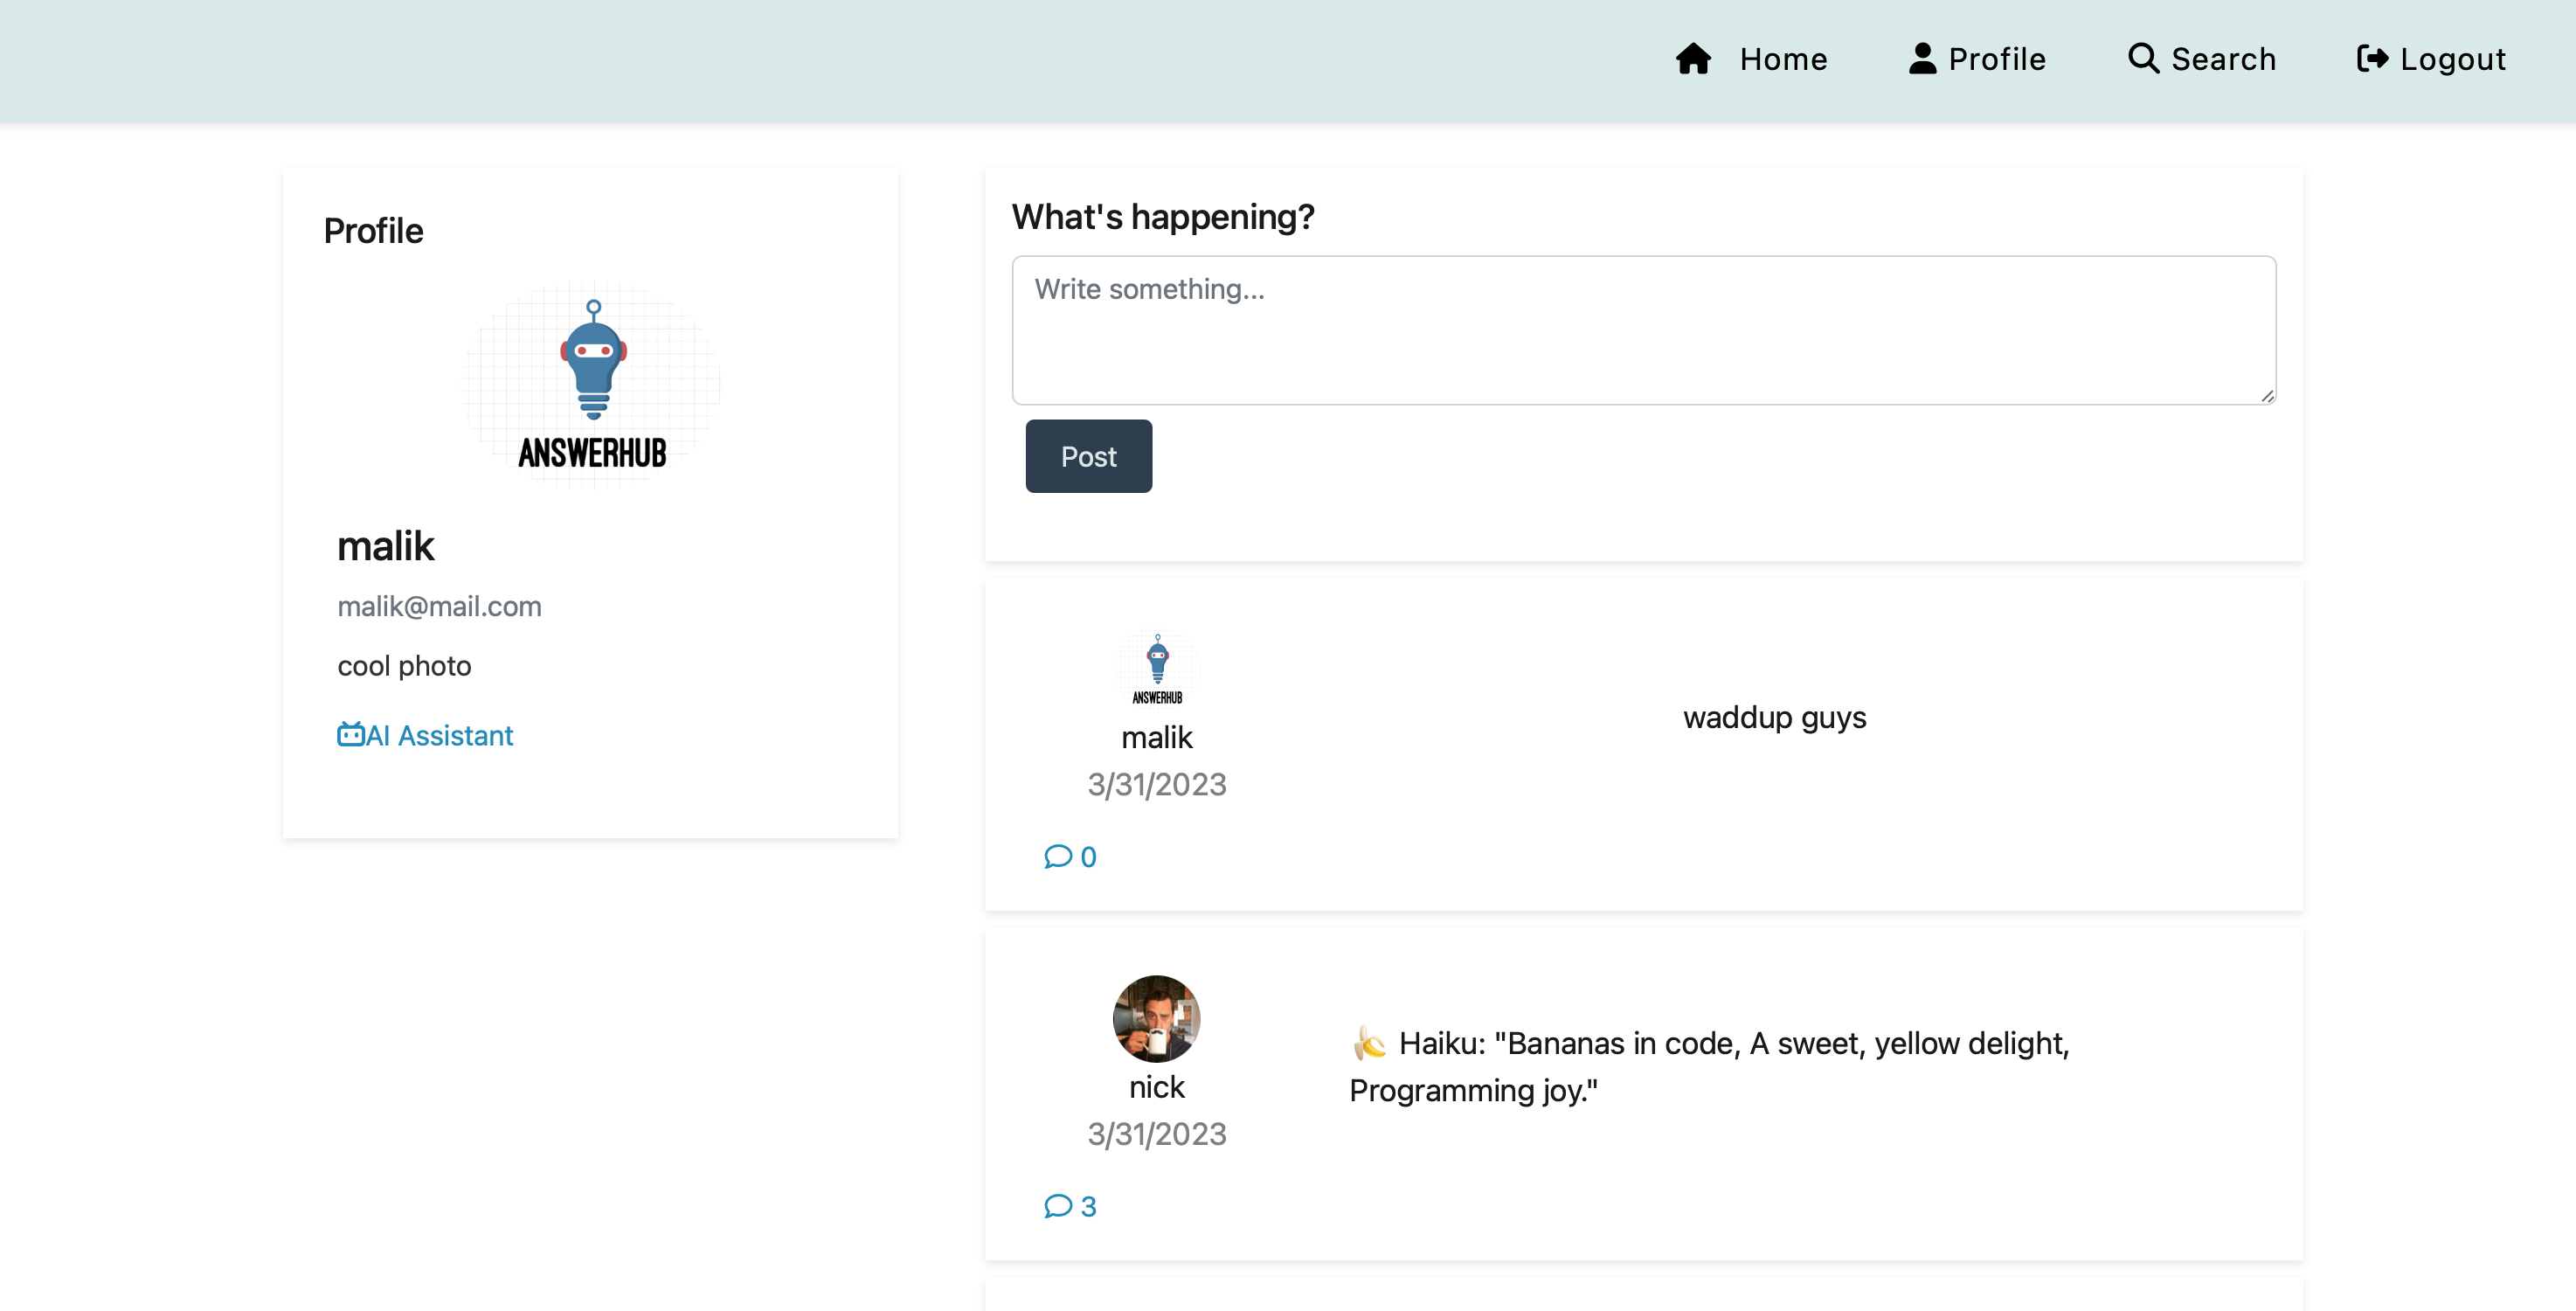 Home Profile Search Logout
Profile
ANSWERHUB
malik
malik@mail.com
cool photo
AI Assistant
What's happening?
Write something...
Post
ANSWERHUB
malik
3/31/2023
waddup guys
0
nick
3/31/2023
🍌 Haiku: "Bananas in code, A sweet, yellow delight,
Programming joy."
3